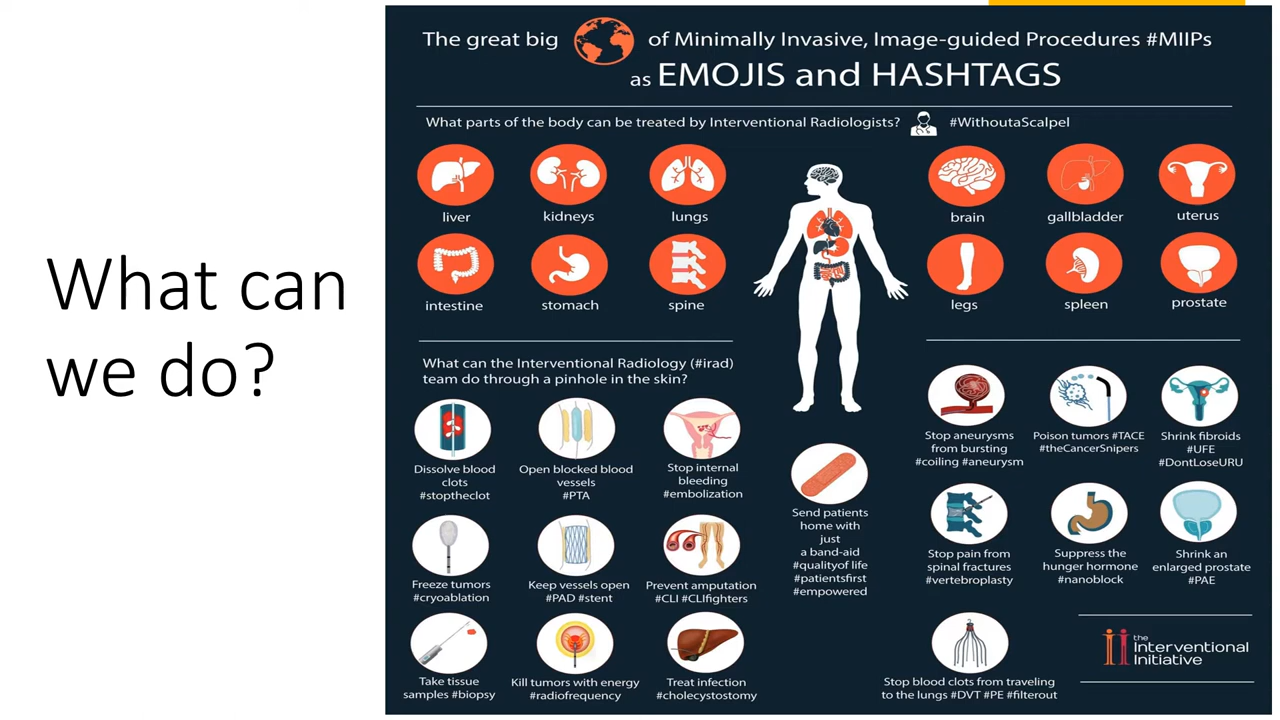 What can
we do?
The great big of Minimally Invasive, Image-guided Procedures #MIIPs
as EMOJIS and HASHTAGS
What parts of the body can be treated by Interventional Radiologists? #WithoutaScalpel
liver
kidneys
lungs
brain
gallbladder
uterus
intestine
stomach
spine
legs
spleen
prostate
What can the Interventional Radiology (#irad)
team do through a pinhole in the skin?
Dissolve blood
clots
#stoptheclot
Open blocked blood
vessels
#PTA
Stop internal
bleeding
#embolization
Freeze tumors
#cryoablation
Keep vessels open
#PAD #stent
Prevent amputation
#CLI #CLIfighters
Take tissue
samples #biopsy
Kill tumors with energy
#radiofrequency
Treat infection
#cholecystostomy
Send patients
home with
just
a band-aid
#qualityof life
#patientsfirst
#empowered
Stop aneurysms
from bursting
#coiling #aneurysm
Poison tumors #TACE
#theCancerSnipers
Shrink fibroids
#UFE
#DontLoseURU
Stop pain from
spinal fractures
#vertebroplasty
Suppress the
hunger hormone
#nanoblock
Shrink an
enlarged prostate
#PAE
Stop blood clots from traveling
to the lungs #DVT #PE #filterout
the
Interventional
Initiative